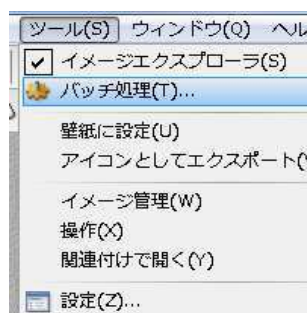 ツール(S) ウィンドウ(Q) ヘル
イメージエクスプローラ(S)
バッチ処理(T)...
壁紙に設定(U)
アイコンとしてエクスポート(
イメージ管理(W)
操作(X)
関連付けで開く(Y)
設定(Z)...